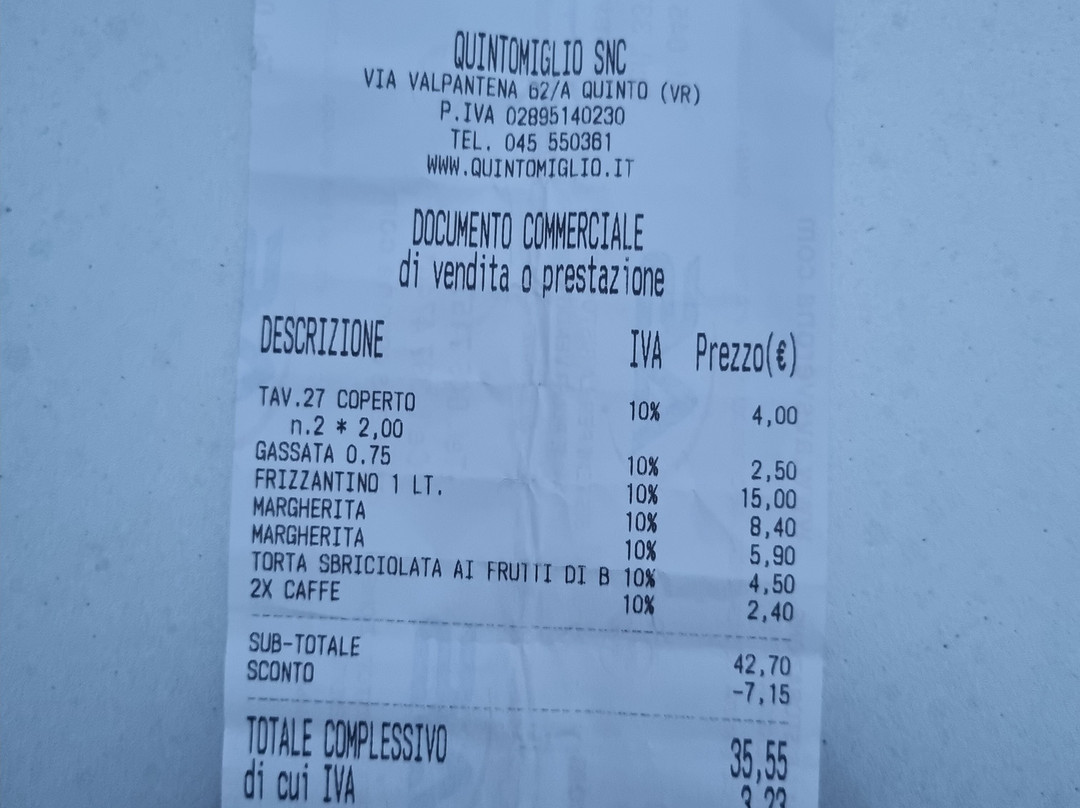 QUINTOMIGLIO SNC
VIA VALPANTENA 62/A QUINTO (VR)
P.IVA 02895140230
TEL. 045 550361
WWW.QUINTOMIGLIO.IT
DOCUMENTO COMMERCIALE
di vendita o prestazione
DESCRIZIONE IVA Prezzo(€)
TAV.27 COPERTO 10% 4,00
n.2 * 2,00
GASSATA 0.75 10% 2,50
FRIZZANTINO 1 LT. 10% 15,00
MARGHERITA 10% 8,40
MARGHERITA 10% 5,90
TORTA SBRICIOLATA AI FRUTTI DI B 10% 4,50
2X CAFFE 10% 2,40
SUB-TOTALE 42,70
SCONTO -7,15
TOTALE COMPLESSIVO 35,55
di cui IVA 3,23